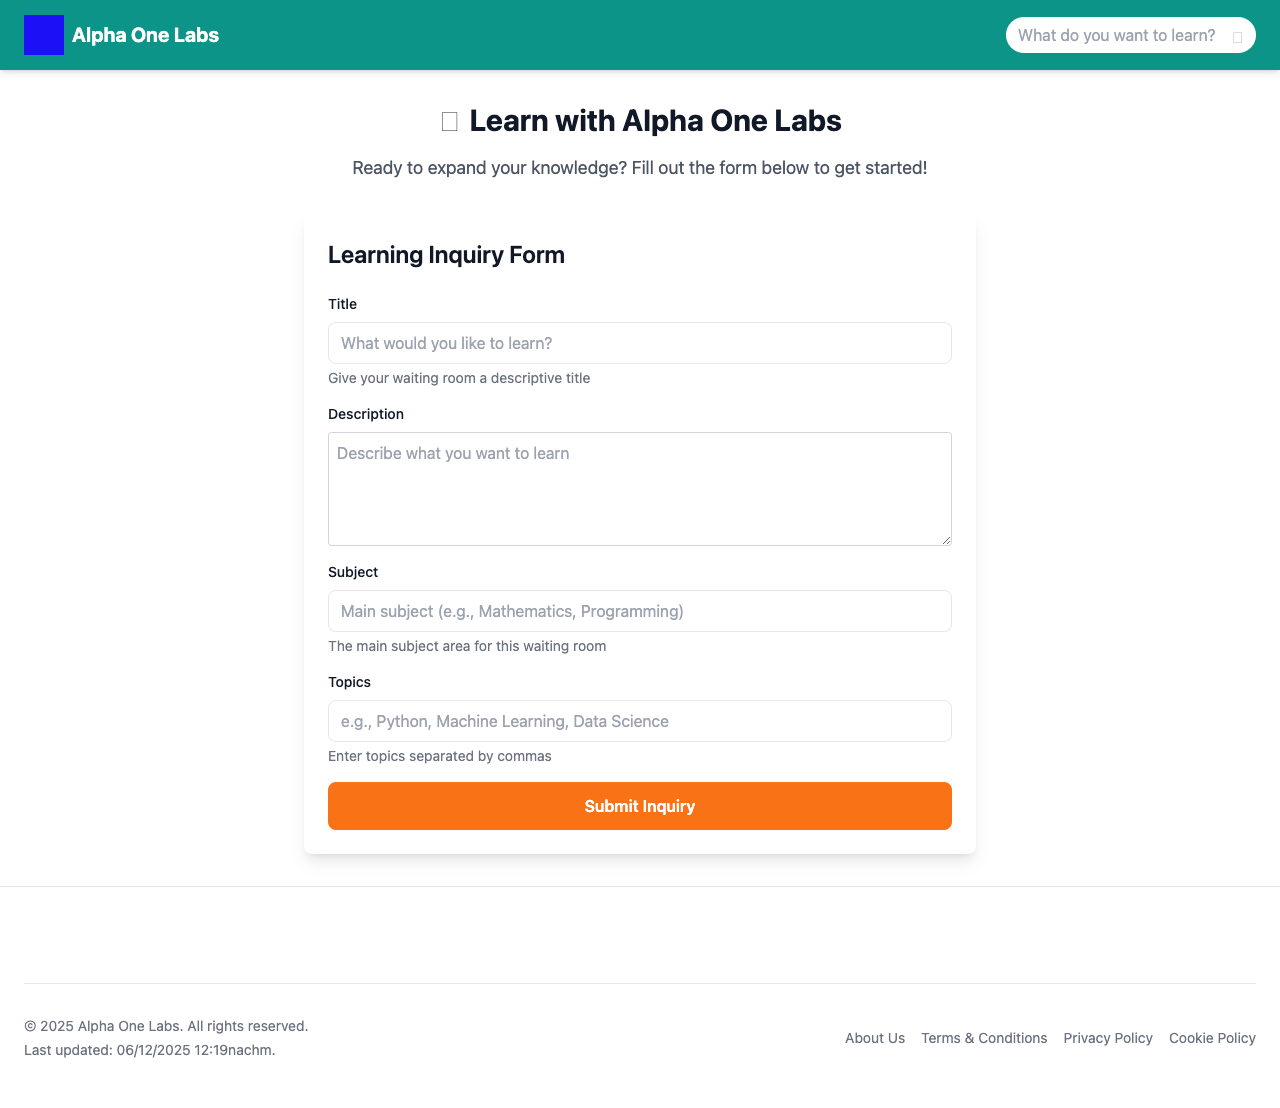 Alpha One Labs
What do you want to learn?
Learn with Alpha One Labs
Ready to expand your knowledge? Fill out the form below to get started!
Learning Inquiry Form
Title
What would you like to learn?
Give your waiting room a descriptive title
Description
Describe what you want to learn
Subject
Main subject (e.g., Mathematics, Programming)
The main subject area for this waiting room
Topics
e.g., Python, Machine Learning, Data Science
Enter topics separated by commas
Submit Inquiry
© 2025 Alpha One Labs. All rights reserved.
Last updated: 06/12/2025 12:19nachm.
About Us Terms & Conditions Privacy Policy Cookie Policy